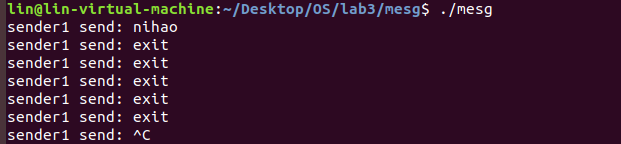 lin@lin-virtual-machine:~/Desktop/OS/lab3/mesg$ ./mesg
sender1 send: nihao
sender1 send: exit
sender1 send: exit
sender1 send: exit
sender1 send: exit
sender1 send: exit
sender1 send: ^C